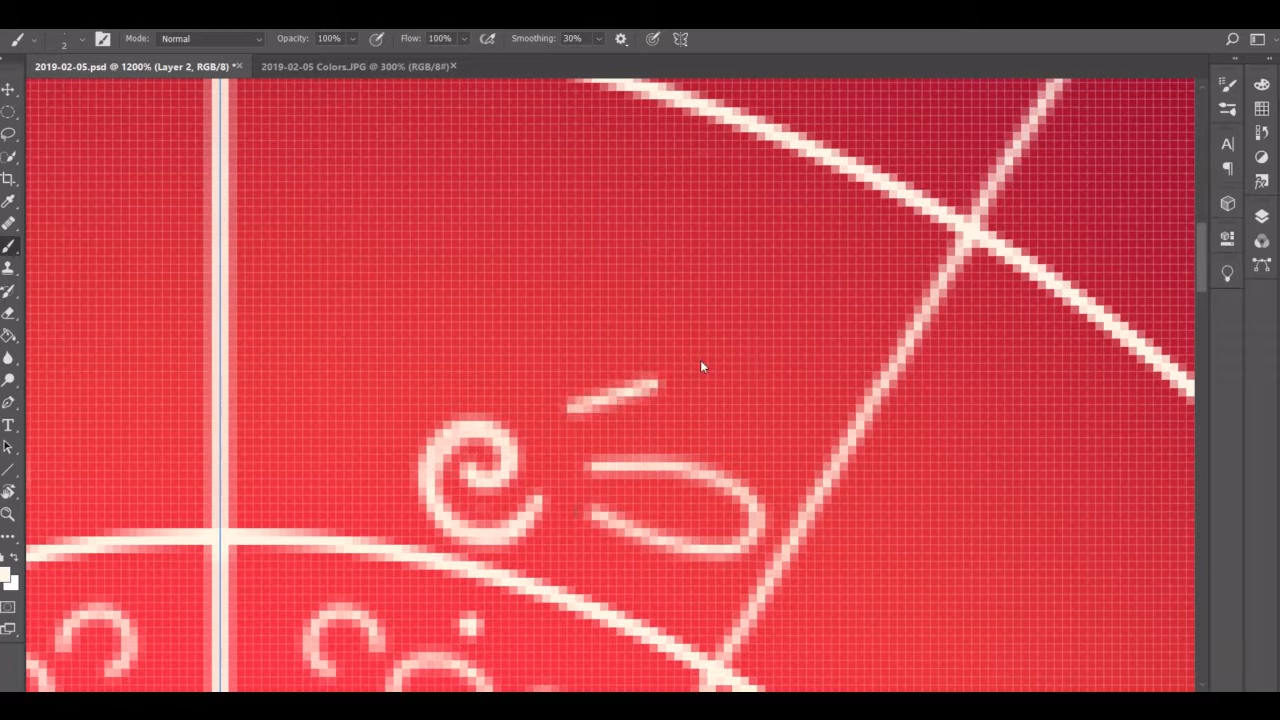 2 Mode: Normal Opacity: 100% Flow: 100% Smoothing: 30%
2019-02-05.psd @ 1200% (Layer 2, RGB/8) * 2019-02-05 Colors.JPG @ 300% (RGB/8#)